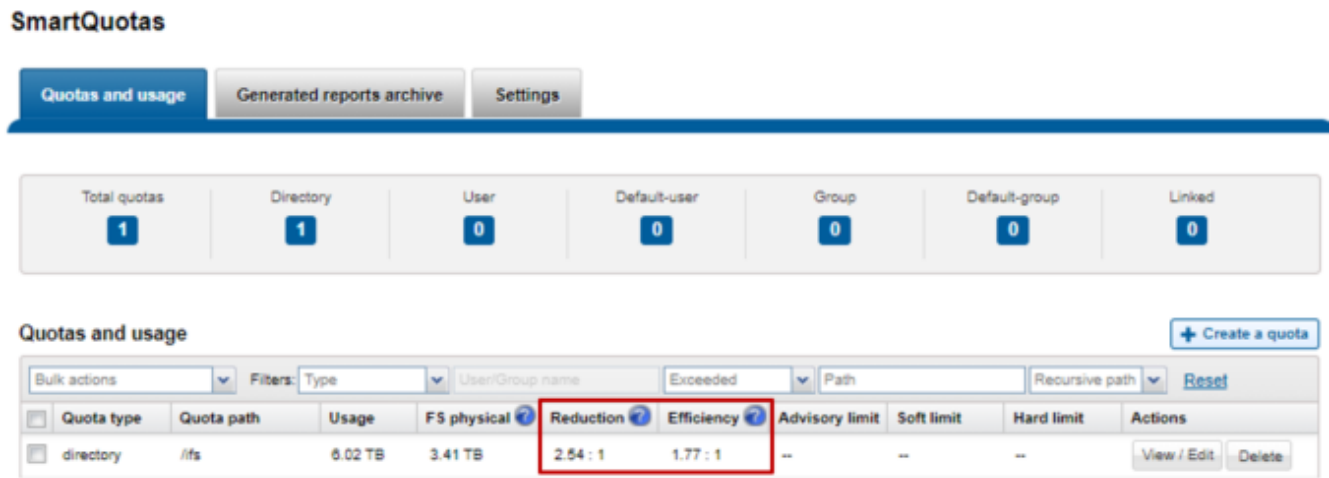 SmartQuotas
Quotas and usage Generated reports archive Settings
Total quotas Directory User Default-user Group Default-group Linked
1 1 0 0 0 0 0
Quotas and usage + Create a quota
Bulk actions Filters: Type User/Group name Exceeded Path Recursive path Reset
Quota type Quota path Usage FS physical ? Reduction ? Efficiency ? Advisory limit Soft limit Hard limit Actions
directory /ifs 6.02 TB 3.41 TB 2.54 : 1 1.77 : 1 -- -- -- View / Edit Delete